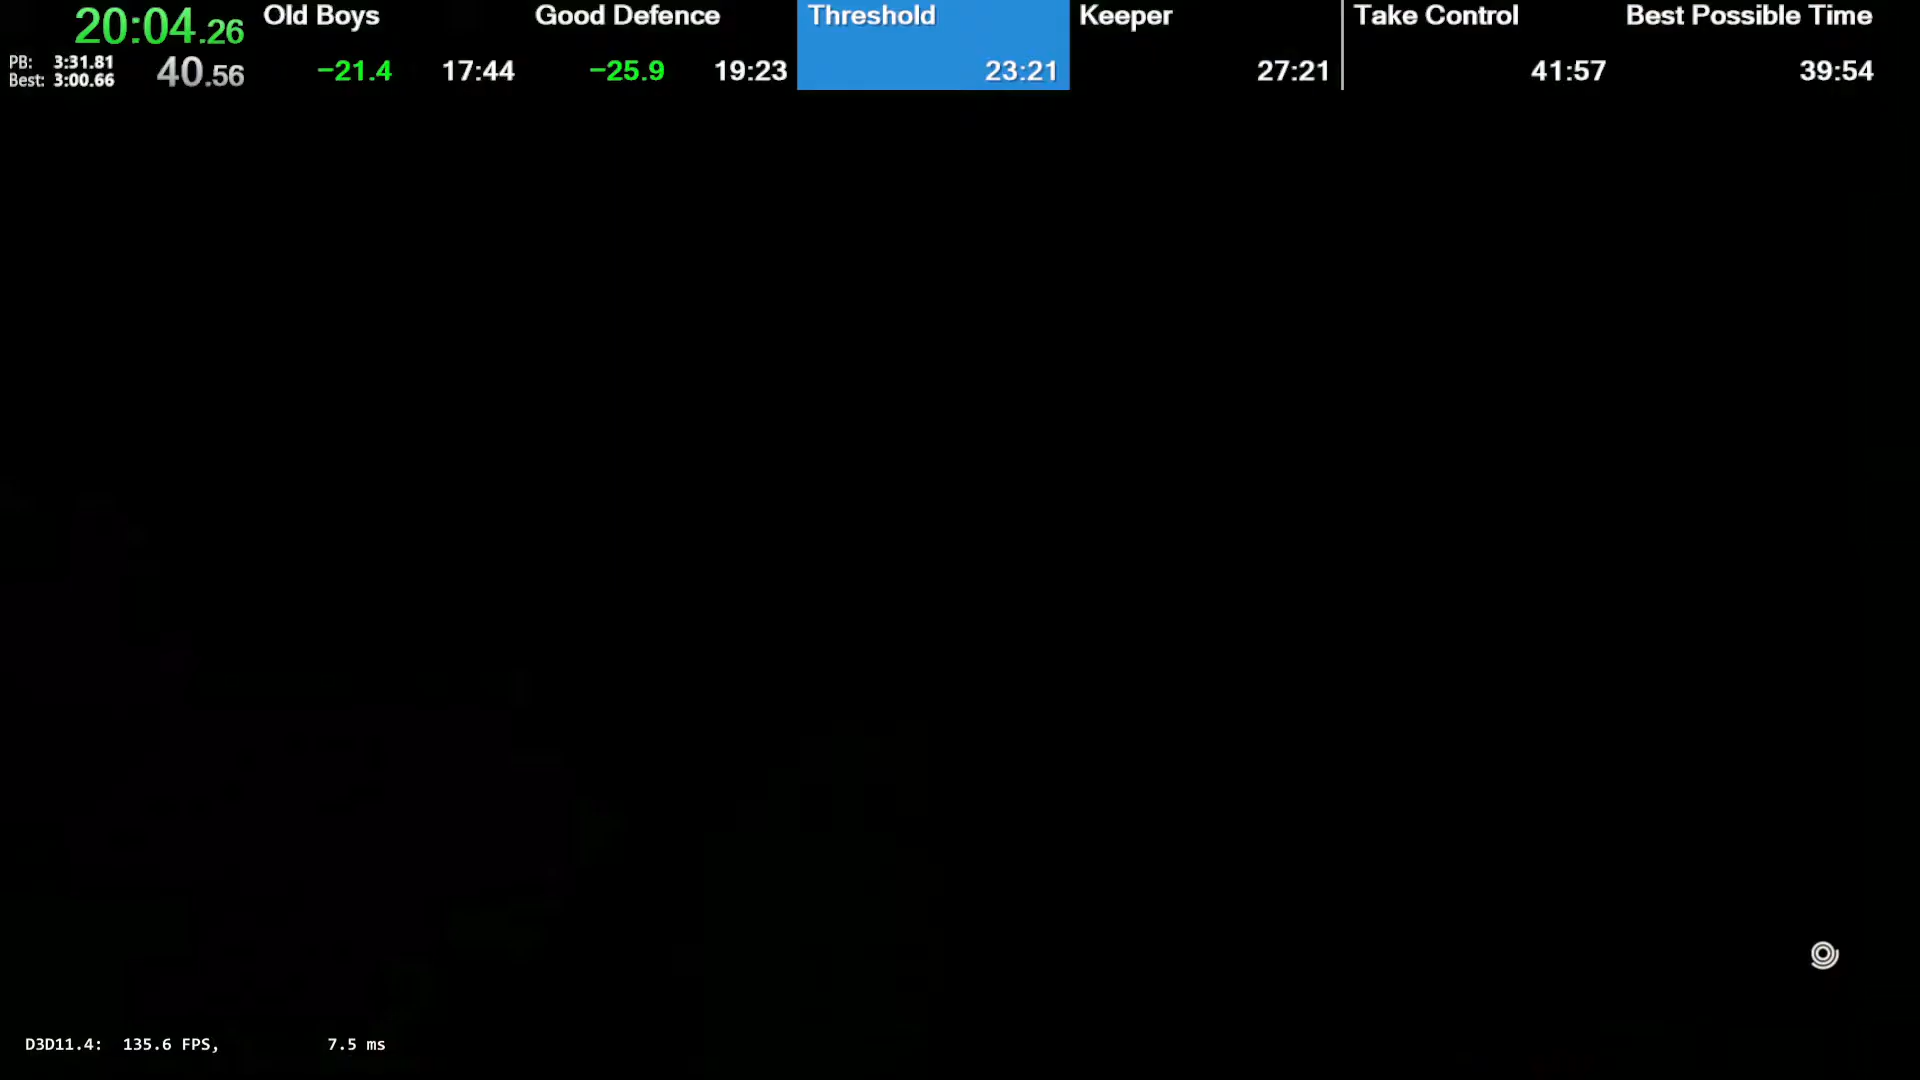 20:04.26
PB: 3:31.81
Best: 3:00.66
40.56
Old Boys
−21.4 17:44
Good Defence
−25.9 19:23
Threshold
23:21
Keeper
27:21
Take Control
41:57
Best Possible Time
39:54
D3D11.4: 135.6 FPS, 7.5 ms